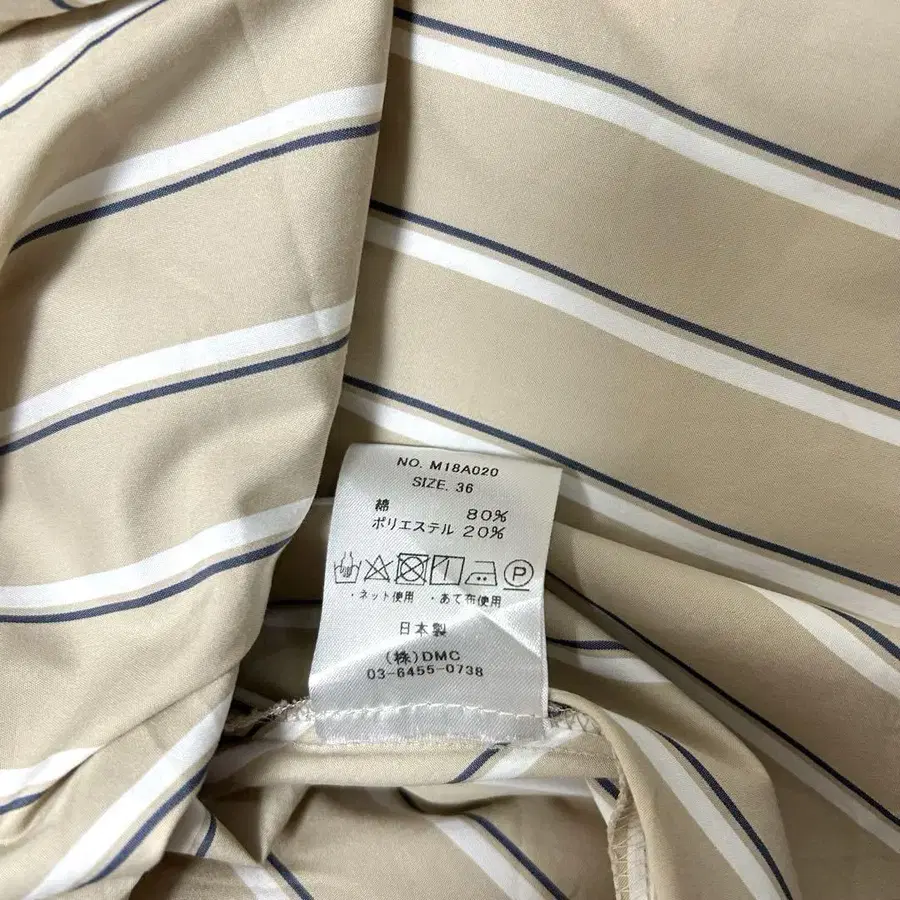 NO. M18A020
SIZE. 36
綿 80%
ポリエステル 20%
P
・ネット使用 ・あて布使用
日本製
(株)DMC
03-6455-0738